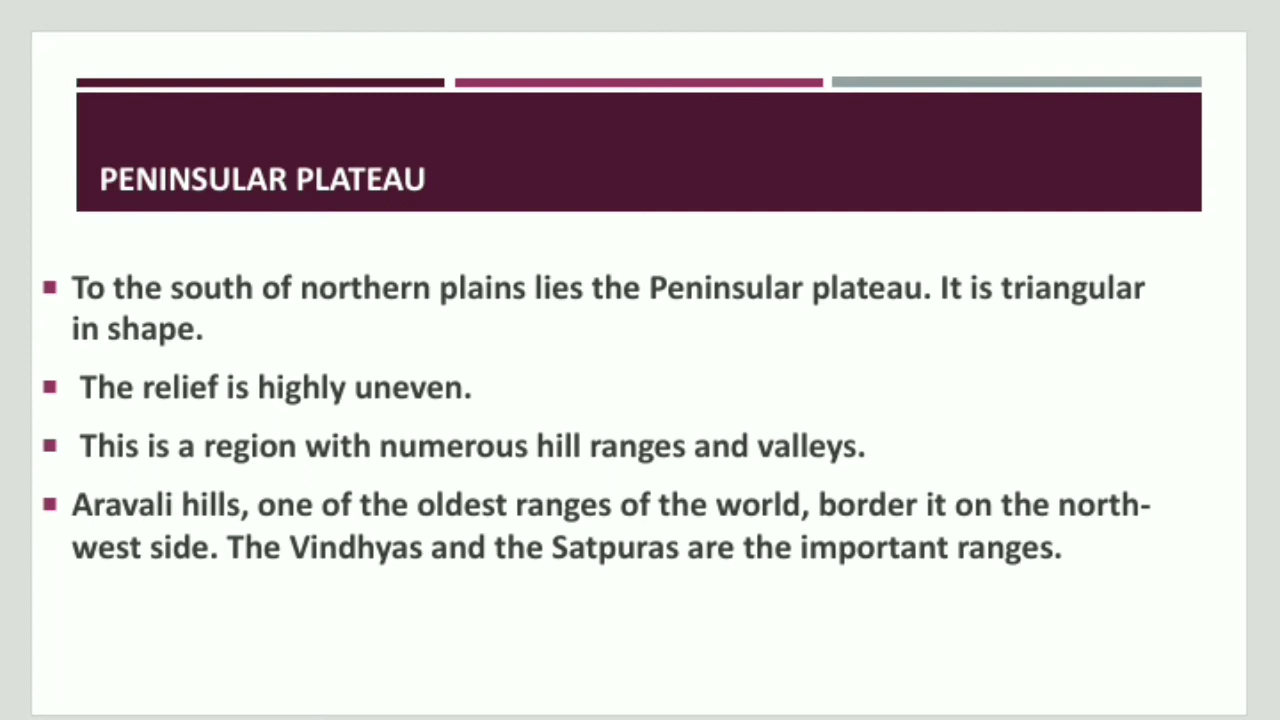 PENINSULAR PLATEAU
To the south of northern plains lies the Peninsular plateau. It is triangular
in shape.
The relief is highly uneven.
This is a region with numerous hill ranges and valleys.
Aravali hills, one of the oldest ranges of the world, border it on the north-
west side. The Vindhyas and the Satpuras are the important ranges.